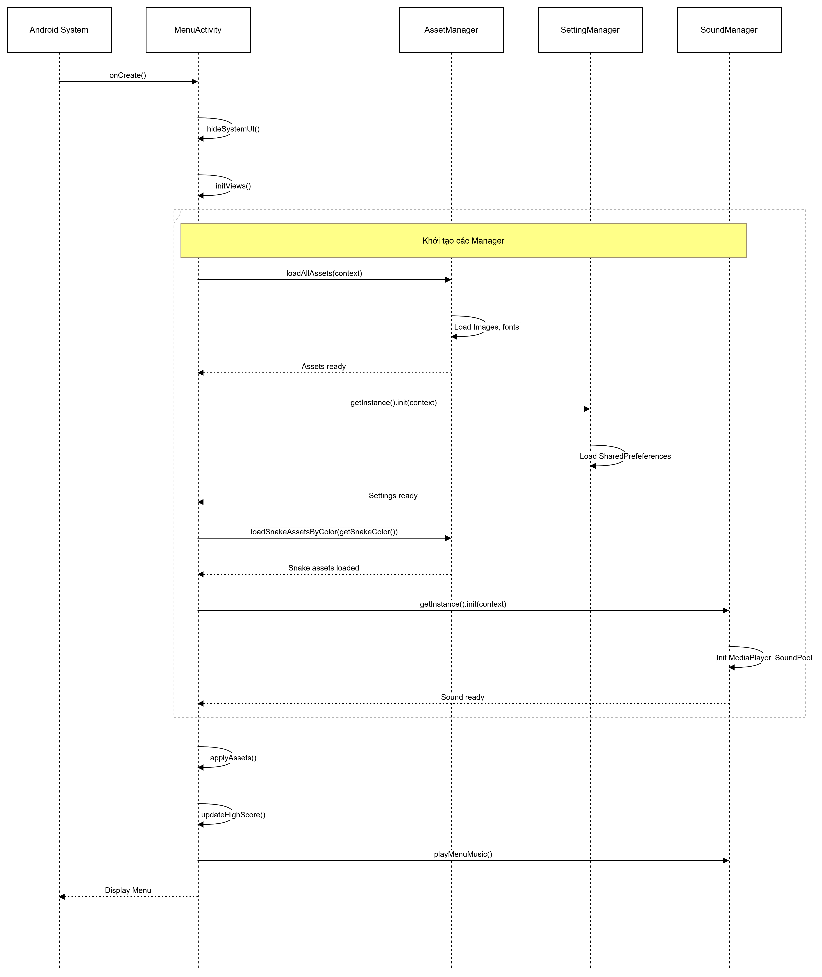 Android System
MenuActivity
AssetManager
SettingManager
SoundManager
onCreate()
hideSystemUI()
initViews()
Khởi tạo các Manager
loadAllAssets(context)
Load Images, fonts
Assets ready
getInstance().init(context)
Load SharedPreferences
Settings ready
loadSnakeAssetsByColor(getSnakeColor())
Snake assets loaded
getInstance().init(context)
Init MediaPlayer, SoundPool
Sound ready
applyAssets()
updateHighScore()
playMenuMusic()
Display Menu